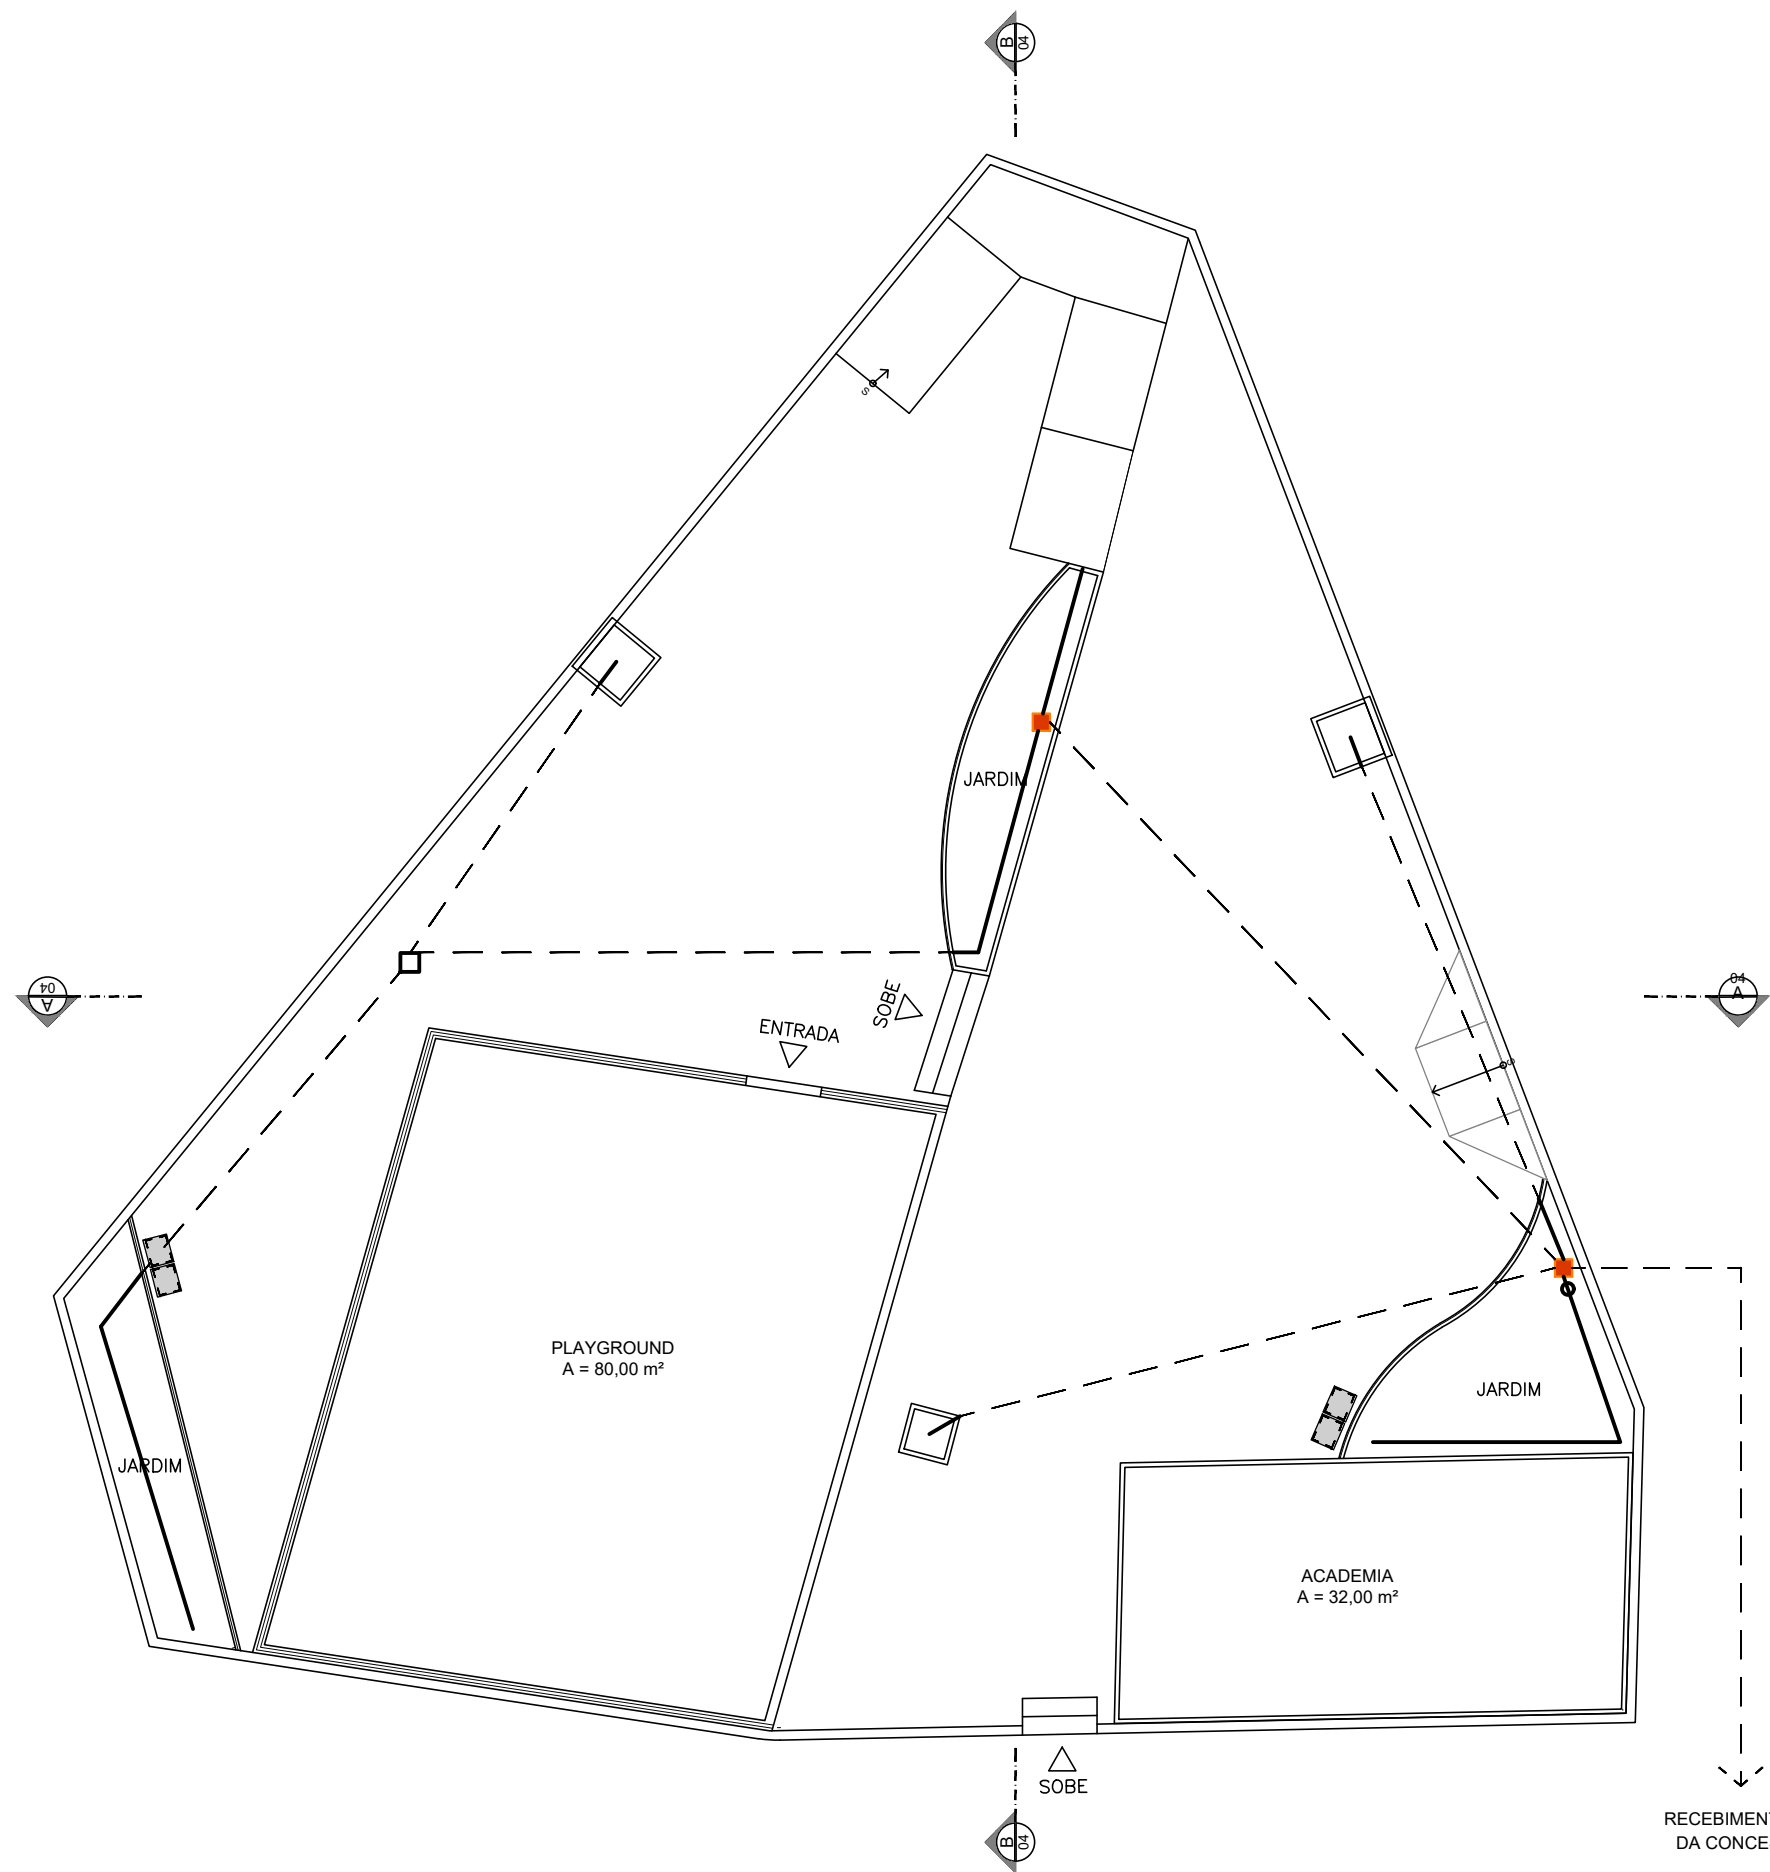 B
04
S
JARDIM
04
A
04
A
SOBE
ENTRADA
S
PLAYGROUND
A = 80,00 m²
JARDIM
JARDIM
ACADEMIA
A = 32,00 m²
SOBE
B
04
RECEBIMEN
DA CONCE